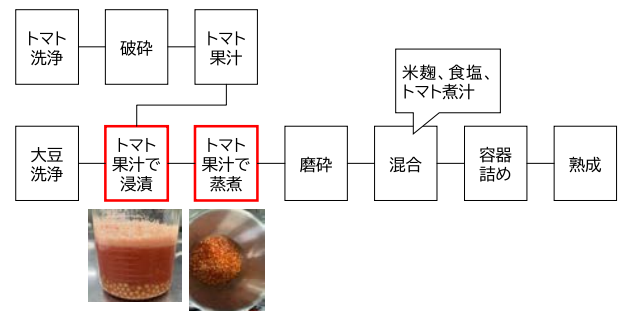 トマト
洗浄
破砕
トマト
果汁
米麹、食塩、
トマト煮汁
大豆
洗浄
トマト
果汁で
浸漬
トマト
果汁で
蒸煮
磨砕
混合
容器
詰め
熟成